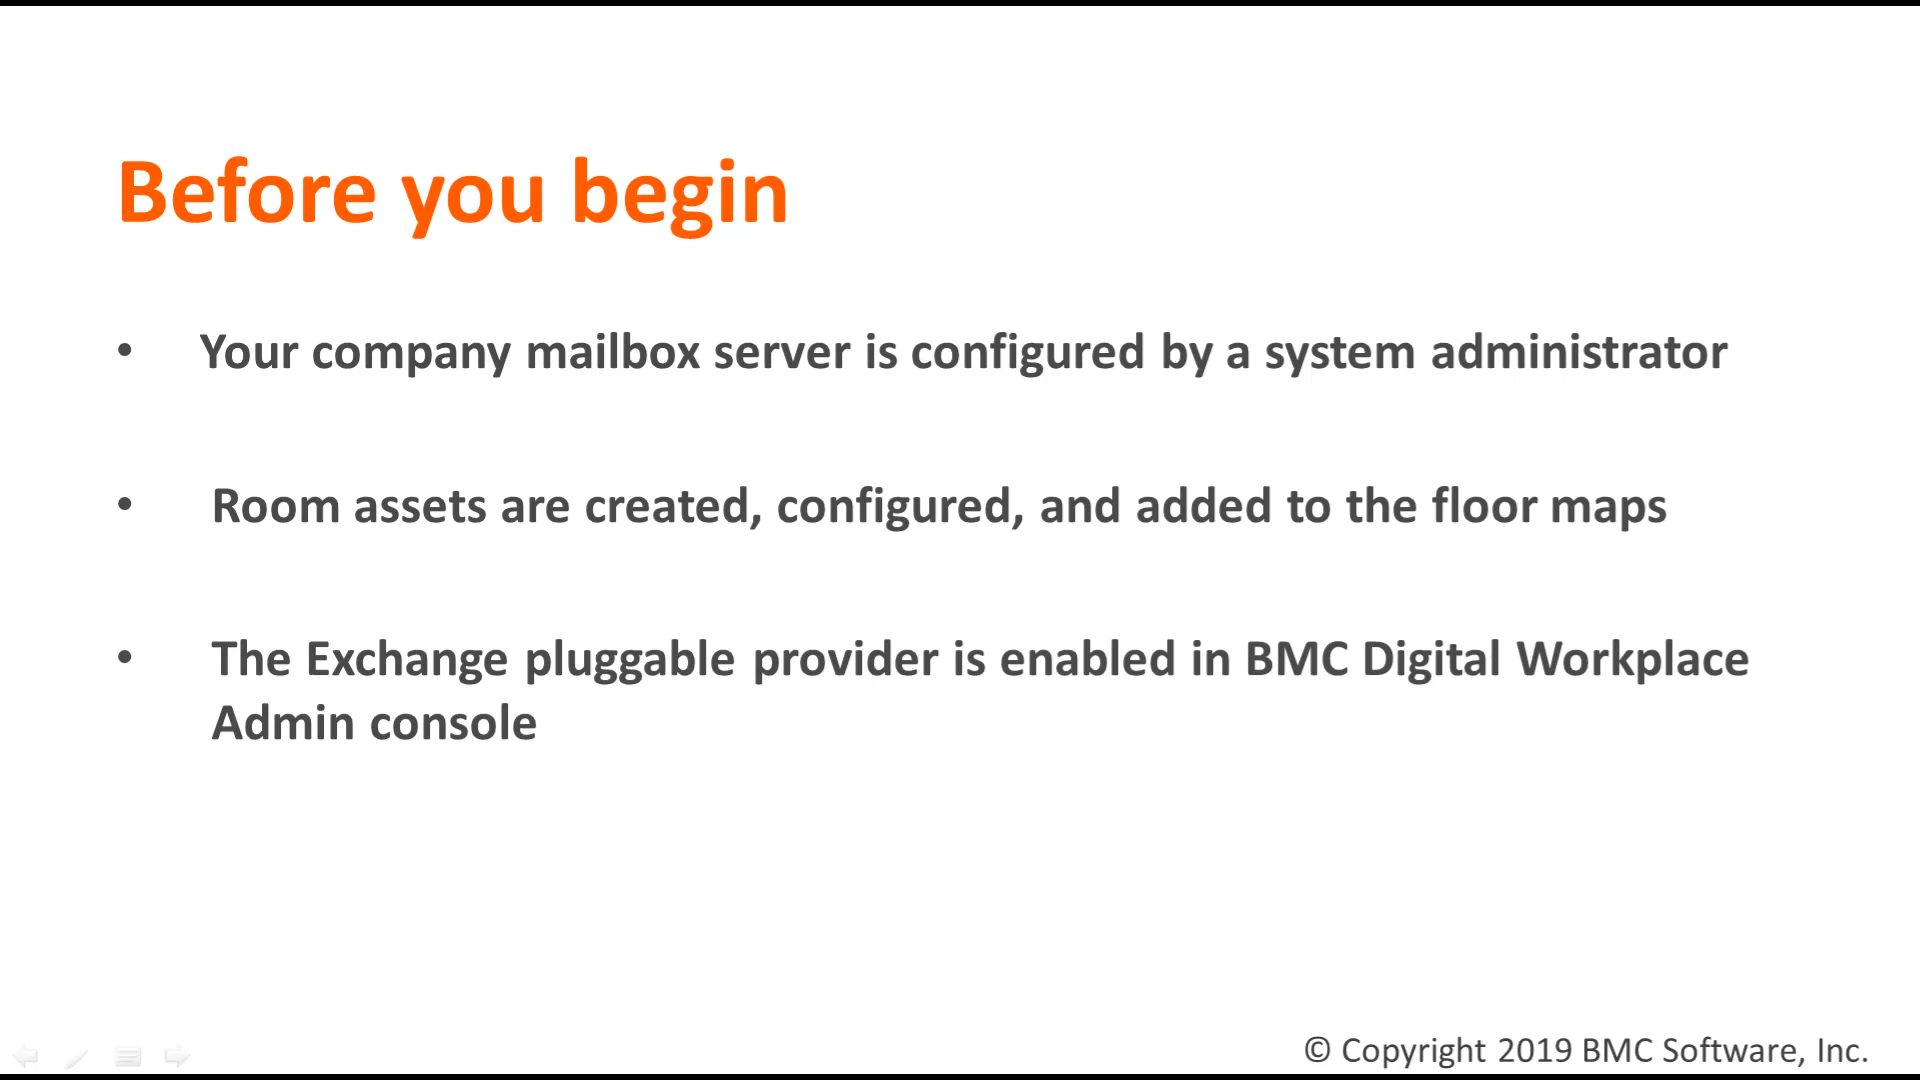 Before you begin
• Your company mailbox server is configured by a system administrator
• Room assets are created, configured, and added to the floor maps
• The Exchange pluggable provider is enabled in BMC Digital Workplace
Admin console
© Copyright 2019 BMC Software, Inc.